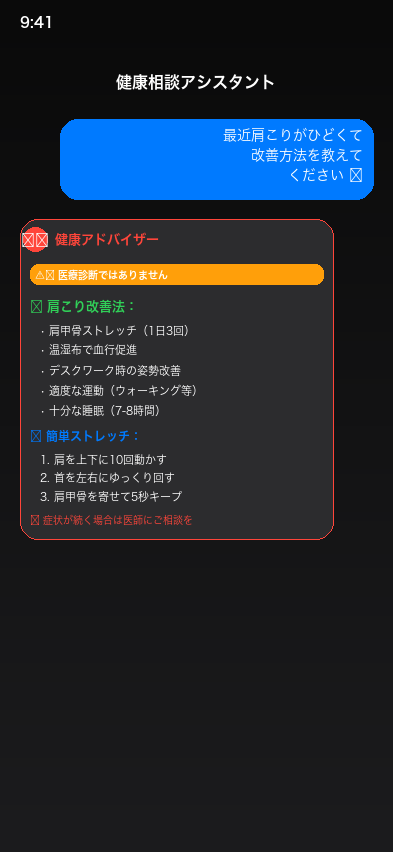 9:41
健康相談アシスタント
最近肩こりがひどくて
改善方法を教えて
ください
健康アドバイザー
⚠ 医療診断ではありません
肩こり改善法：
・肩甲骨ストレッチ（1日3回）
・温湿布で血行促進
・デスクワーク時の姿勢改善
・適度な運動（ウォーキング等）
・十分な睡眠（7-8時間）
簡単ストレッチ：
1. 肩を上下に10回動かす
2. 首を左右にゆっくり回す
3. 肩甲骨を寄せて5秒キープ
症状が続く場合は医師にご相談を